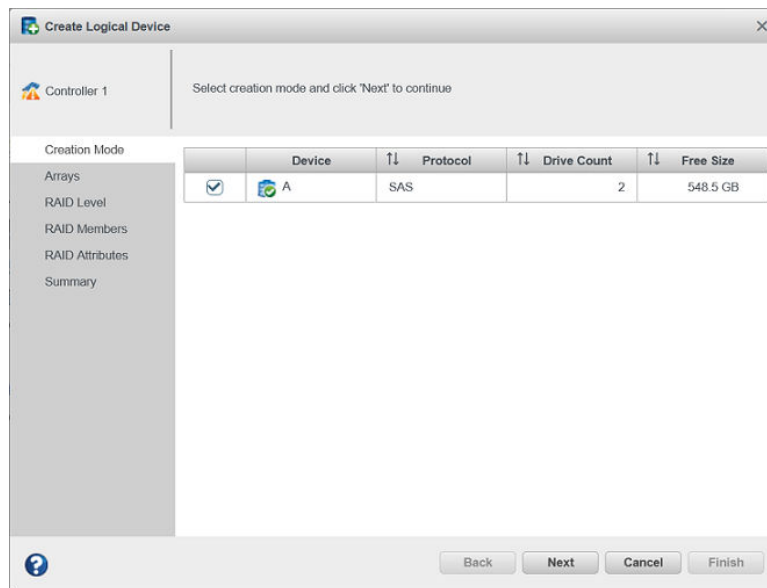 Create Logical Device
Controller 1
Select creation mode and click 'Next' to continue
Creation Mode
Arrays
RAID Level
RAID Members
RAID Attributes
Summary
Device Protocol Drive Count Free Size
A SAS 2 548.5 GB
Back Next Cancel Finish